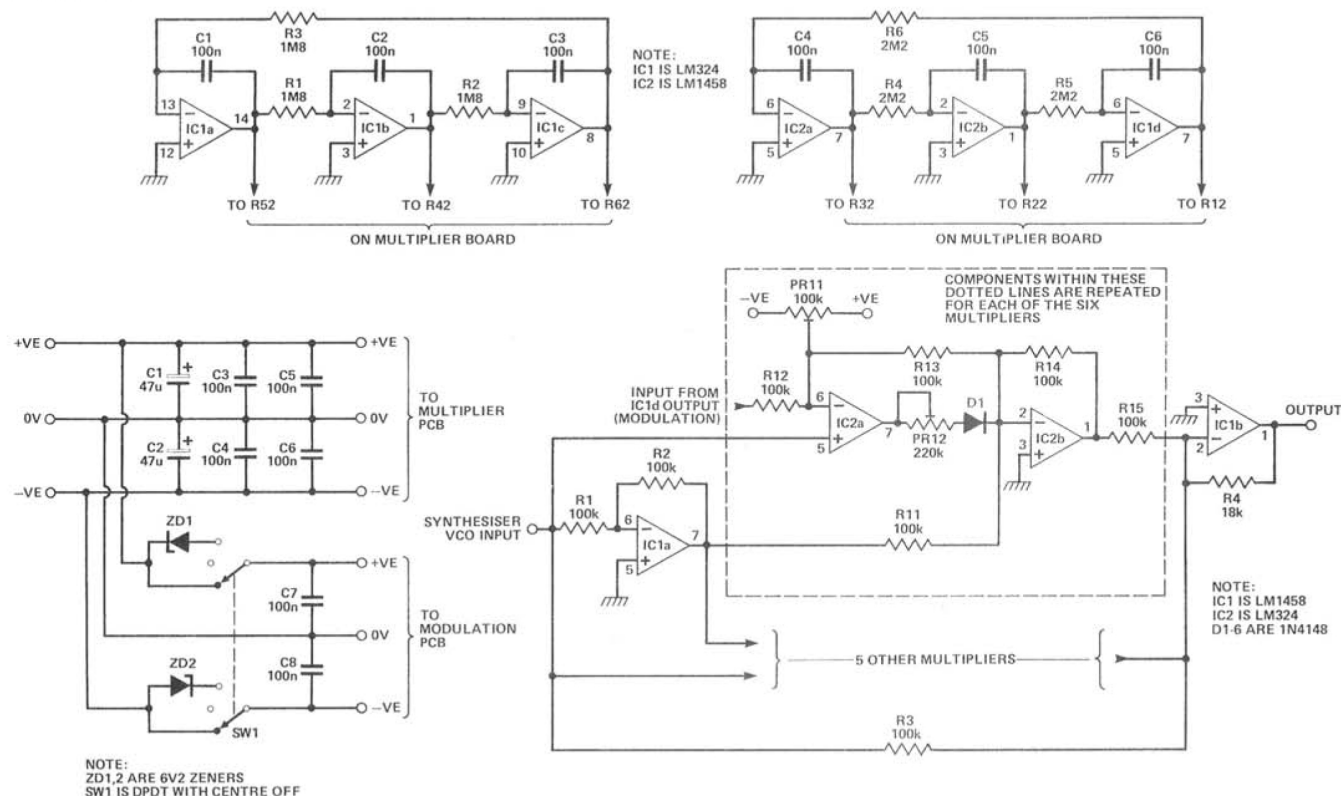 C1
100n
R3
1M8
C2
100n
C3
100n
R1
1M8
R2
1M8
13
12
14
IC1a
2
3
1
IC1b
9
10
8
IC1c
TO R52
TO R42
TO R62
ON MULTIPLIER BOARD
NOTE:
IC1 IS LM324
IC2 IS LM1458
C4
100n
R6
2M2
C5
100n
C6
100n
R4
2M2
R5
2M2
6
5
7
IC2a
2
3
1
IC2b
6
5
7
IC1d
TO R32
TO R22
TO R12
ON MULTIPLIER BOARD
+VE
0V
-VE
C1
47u
+
C2
47u
+
C3
100n
C4
100n
C5
100n
C6
100n
+VE
0V
-VE
TO
MULTIPLIER
PCB
ZD1
ZD2
SW1
C7
100n
C8
100n
+VE
0V
-VE
TO
MODULATION
PCB
NOTE:
ZD1,2 ARE 6V2 ZENERS
SW1 IS DPDT WITH CENTRE OFF
COMPONENTS WITHIN THESE
DOTTED LINES ARE REPEATED
FOR EACH OF THE SIX
MULTIPLIERS
-VE
PR11
100k
+VE
R12
100k
INPUT FROM
IC1d OUTPUT
(MODULATION)
R13
100k
R14
100k
6
5
7
IC2a
PR12
220k
D1
2
3
1
IC2b
R15
100k
3
2
1
IC1b
OUTPUT
R4
18k
SYNTHESISER
VCO INPUT
R1
100k
R2
100k
6
5
7
IC1a
R11
100k
5 OTHER MULTIPLIERS
R3
100k
NOTE:
IC1 IS LM1458
IC2 IS LM324
D1-6 ARE 1N4148